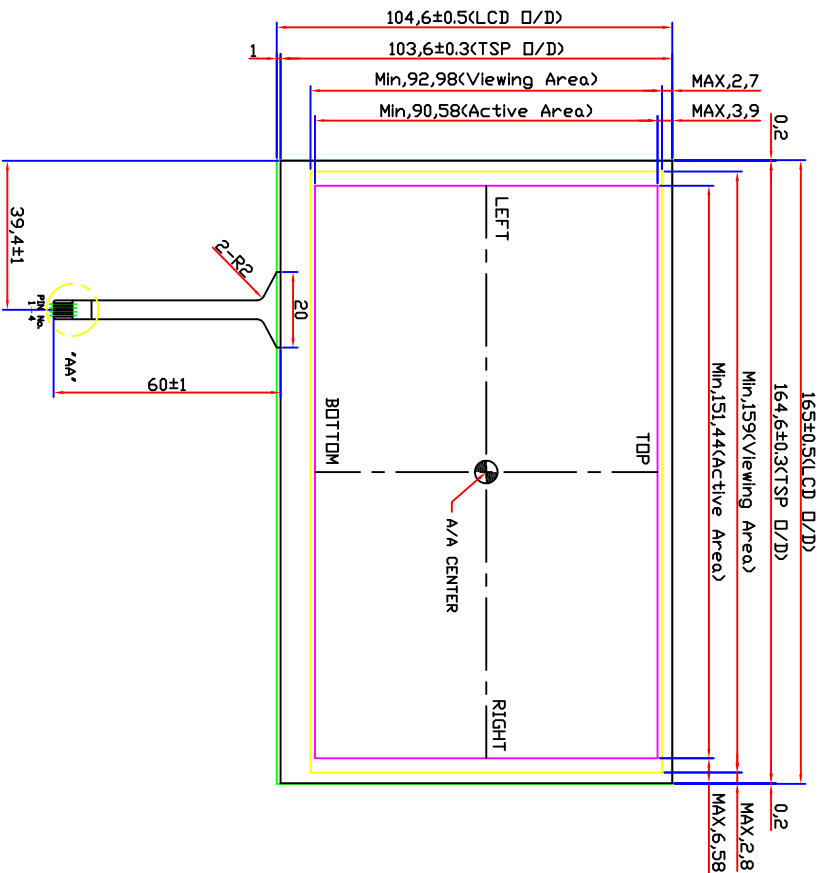 104,6±0.5(LCD O/D)
1
103,6±0.3(TSP O/D)
Min,92,98(Viewing Area)
MAX,2,7
Min,90,58(Active Area)
MAX,3,9
0,2
165±0.5(LCD O/D)
164,6±0.3(TSP O/D)
Min,159(Viewing Area)
Min,151,44(Active Area)
LEFT
TOP
BOTTOM
RIGHT
A/A CENTER
39,4±1
2-R2
20
PIN No.
1 4
"AA"
60±1
0,2
MAX,2,8
MAX,6,58